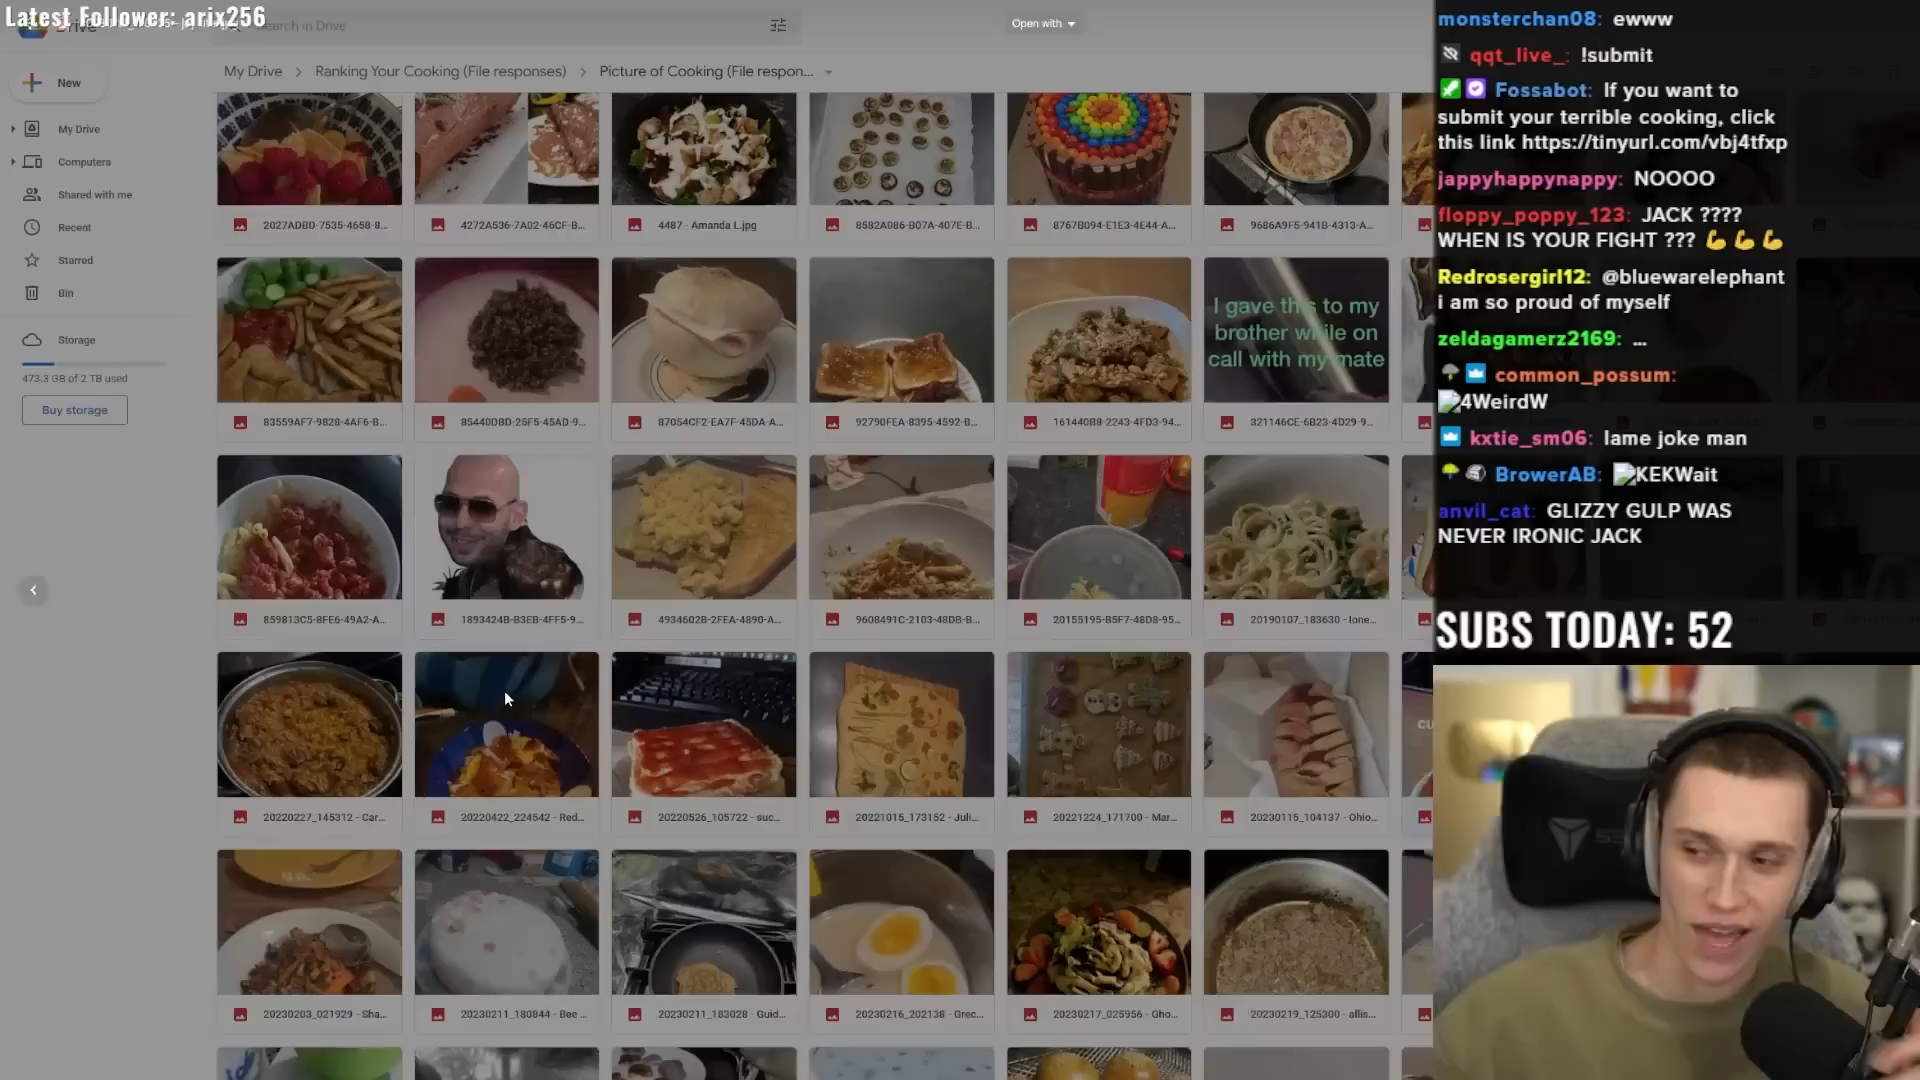 Latest Follower: arix256
Drive
Search in Drive
Open with
New
My Drive
Computers
Shared with me
Recent
Starred
Bin
Storage
473.3 GB of 2 TB used
Buy storage
My Drive > Ranking Your Cooking (File responses) > Picture of Cooking (File respon...
2027ADBD-7535-4658-8...
4272A536-7A02-46CF-B...
4487 - Amanda L.jpg
8582A086-B07A-407E-B...
8767B094-E1E3-4E44-A...
9686A9F5-941B-4313-A...
I gave this to my
brother while on
call with my mate
83559AF7-9828-4AF6-B...
85440DBD-25F5-45AD-9...
87054CF2-EA7F-45DA-A...
92790FEA-8395-4592-B...
161440B8-2243-4FD3-94...
321146CE-6B23-4D29-9...
859813C5-8FE6-49A2-A...
1893424B-B3EB-4FF5-9...
4934602B-2FEA-4890-A...
9608491C-2103-48DB-B...
20155195-B5F7-48D8-95...
20190107_183630 - lone...
20220227_145312 - Car...
20220422_224542 - Red...
20220526_105722 - suc...
20221015_173152 - Juli...
20221224_171700 - Mar...
20230115_104137 - Ohio...
20230203_021929 - Sha...
20230211_180844 - Bee ...
20230211_183028 - Guid...
20230216_202138 - Grec...
20230217_025956 - Gho...
20230219_125300 - allis...
monsterchan08: ewww
qqt_live_: !submit
Fossabot: If you want to
submit your terrible cooking, click
this link https://tinyurl.com/vbj4tfxp
jappyhappynappy: NOOOO
floppy_poppy_123: JACK ????
WHEN IS YOUR FIGHT ??? 💪💪💪
Redrosergirl12: @bluewarelephant
i am so proud of myself
zeldagamerz2169: ...
common_possum:
4WeirdW
kxtie_sm06: lame joke man
BrowerAB: KEKWait
anvil_cat: GLIZZY GULP WAS
NEVER IRONIC JACK
SUBS TODAY: 52